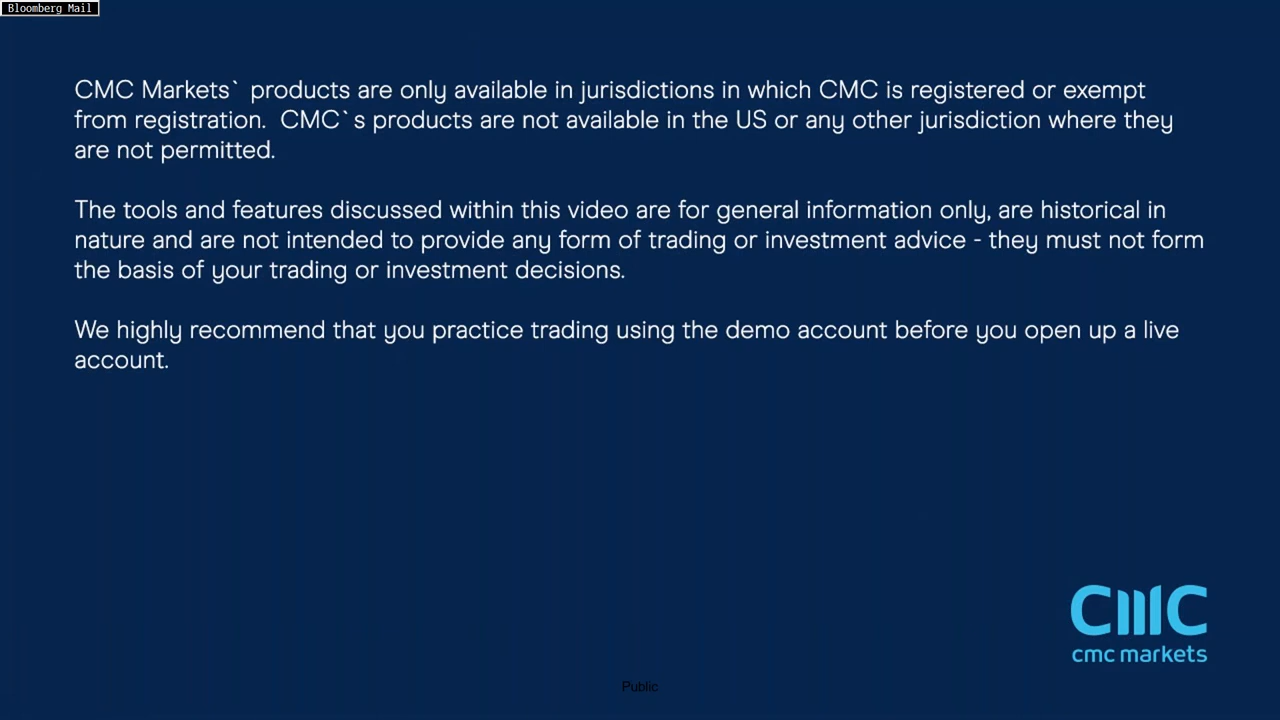 Bloomberg Mail
CMC Markets` products are only available in jurisdictions in which CMC is registered or exempt
from registration.  CMC`s products are not available in the US or any other jurisdiction where they
are not permitted.
The tools and features discussed within this video are for general information only, are historical in
nature and are not intended to provide any form of trading or investment advice - they must not form
the basis of your trading or investment decisions.
We highly recommend that you practice trading using the demo account before you open up a live
account.
CMC
cmc markets
Public